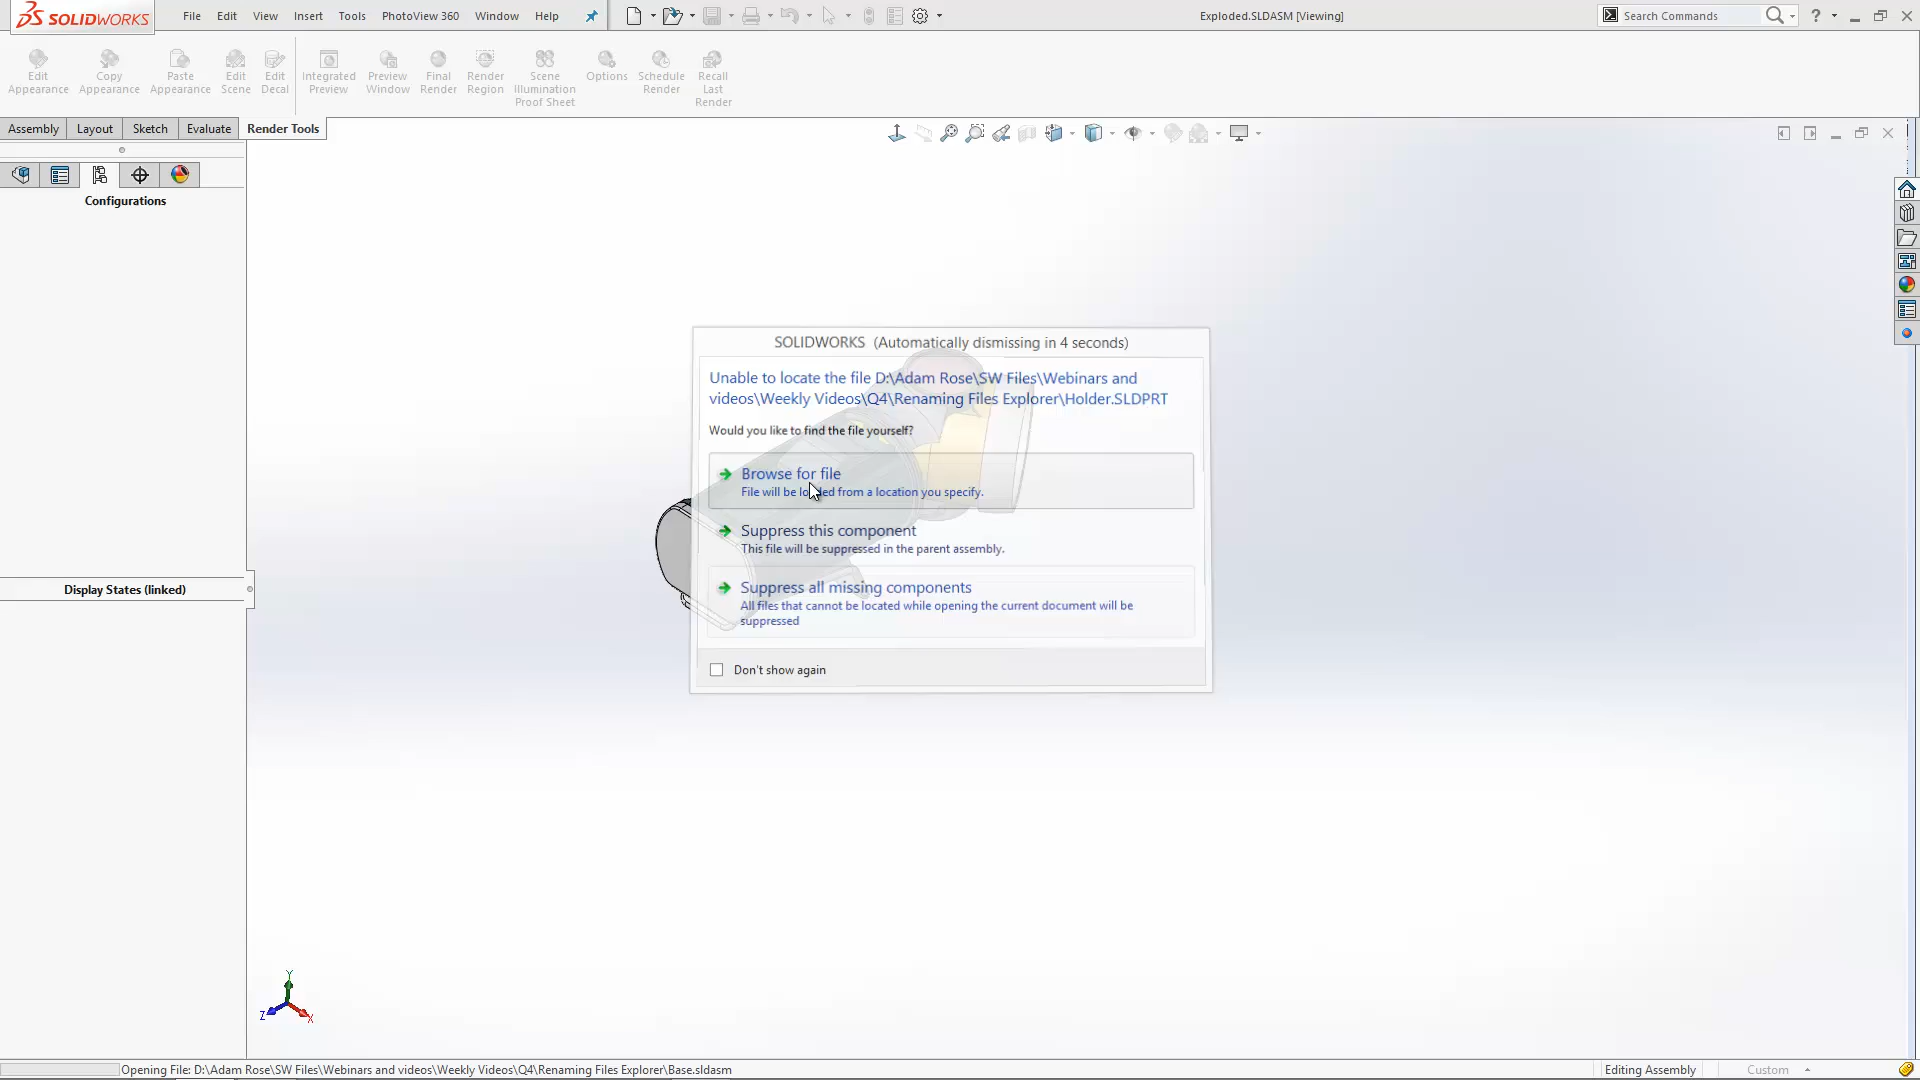 SOLIDWORKS
File Edit View Insert Tools PhotoView 360 Window Help
Exploded.SLDASM [Viewing]
Search Commands
?
Edit
Appearance
Copy
Appearance
Paste
Appearance
Edit
Scene
Edit
Decal
Integrated
Preview
Preview
Window
Final
Render
Render
Region
Scene
Illumination
Proof Sheet
Options
Schedule
Render
Recall
Last
Render
Assembly Layout Sketch Evaluate Render Tools
Configurations
SOLIDWORKS (Automatically dismissing in 4 seconds)
Unable to locate the file D:\Adam Rose\SW Files\Webinars and
videos\Weekly Videos\Q4\Renaming Files Explorer\Holder.SLDPRT
Would you like to find the file yourself?
Browse for file
File will be loaded from a location you specify.
Suppress this component
This file will be suppressed in the parent assembly.
Suppress all missing components
All files that cannot be located while opening the current document will be
suppressed
Don't show again
Display States (linked)
Y
Z
X
Opening File: D:\Adam Rose\SW Files\Webinars and videos\Weekly Videos\Q4\Renaming Files Explorer\Base.sldasm
Editing Assembly
Custom